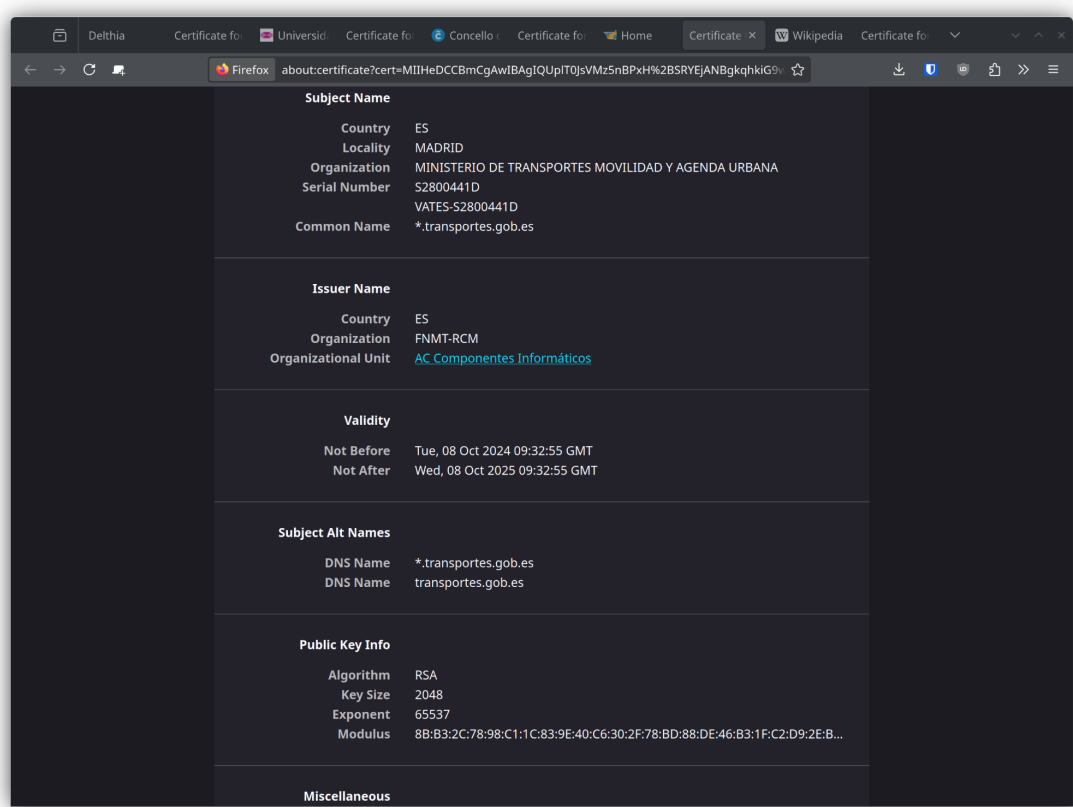 Delthia
Certificate fo
Universid
Certificate fo
Concello
Certificate for
Home
Certificate
Wikipedia
Certificate fo
Firefox about:certificate?cert=MIIHeDCCBmCgAwIBAgIQUplT0JsVMz5nBPxH%2BSRYEjANBgkqhkiG9w
Subject Name
Country ES
Locality MADRID
Organization MINISTERIO DE TRANSPORTES MOVILIDAD Y AGENDA URBANA
Serial Number S2800441D
VATES-S2800441D
Common Name *.transportes.gob.es
Issuer Name
Country ES
Organization FNMT-RCM
Organizational Unit AC Componentes Informáticos
Validity
Not Before Tue, 08 Oct 2024 09:32:55 GMT
Not After Wed, 08 Oct 2025 09:32:55 GMT
Subject Alt Names
DNS Name *.transportes.gob.es
DNS Name transportes.gob.es
Public Key Info
Algorithm RSA
Key Size 2048
Exponent 65537
Modulus 8B:B3:2C:78:98:C1:1C:83:9E:40:C6:30:2F:78:BD:88:DE:46:B3:1F:C2:D9:2E:B...
Miscellaneous